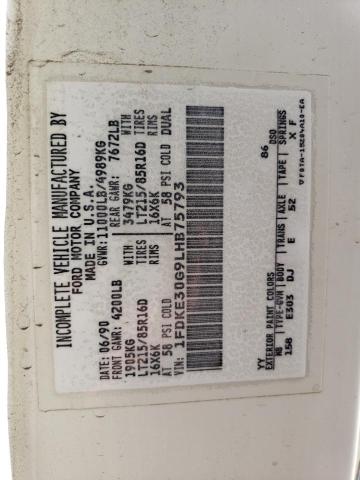 INCOMPLETE VEHICLE MANUFACTURED BY
FORD MOTOR COMPANY
MADE IN U.S.A.
DATE: 06/90 GVWR: 11000LB/4989KG
FRONT GAWR: 4200LB REAR GAWR: 7672LB
1905KG WITH 3479KG WITH
LT215/85R16D TIRES LT215/85R16D TIRES
16X6K RIMS 16X6K RIMS
AT 58 PSI COLD AT 58 PSI COLD DUAL
VIN: 1FDKE30G9LHB75793
YY 86 DSO
EXTERIOR PAINT COLORS
WB TYPE-GVW BODY TRANS AXLE TAPE SPRINGS
158 E303 DJ E 52 X F